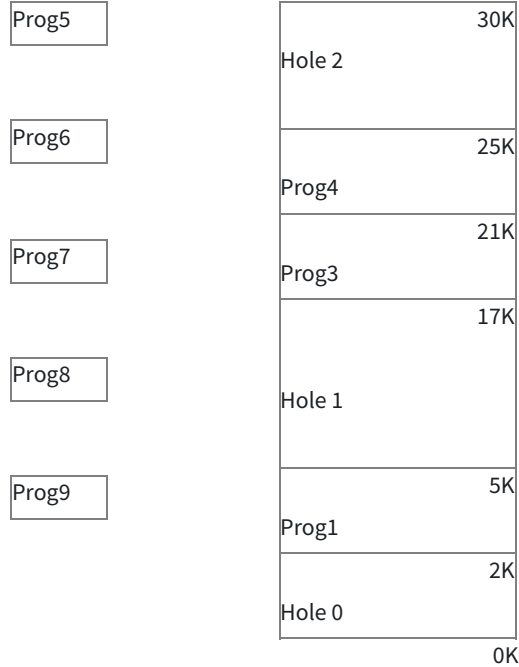 Prog5
Prog6
Prog7
Prog8
Prog9
30K
Hole 2
25K
Prog4
21K
Prog3
17K
Hole 1
5K
Prog1
2K
Hole 0
0K